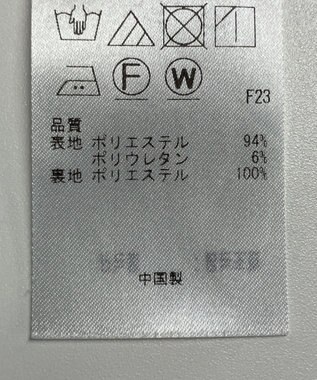 F W
F23
品質
表地 ポリエステル 94%
ポリウレタン 6%
裏地 ポリエステル 100%
中国製